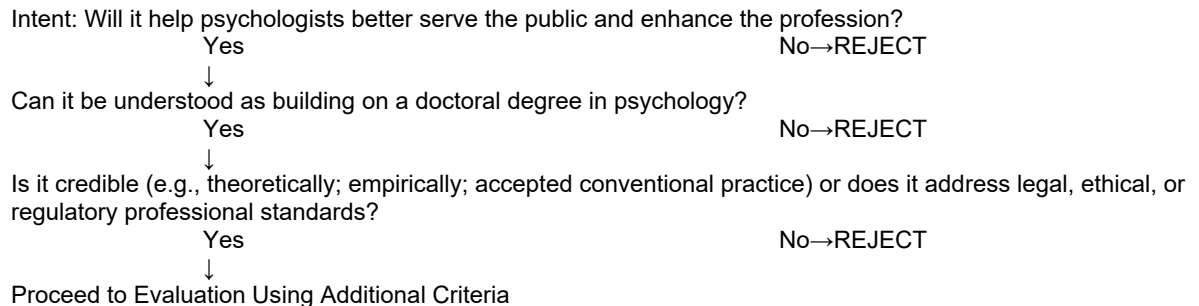 Intent: Will it help psychologists better serve the public and enhance the profession?
Yes No→REJECT
↓
Can it be understood as building on a doctoral degree in psychology?
Yes No→REJECT
↓
Is it credible (e.g., theoretically; empirically; accepted conventional practice) or does it address legal, ethical, or
regulatory professional standards?
Yes No→REJECT
↓
Proceed to Evaluation Using Additional Criteria